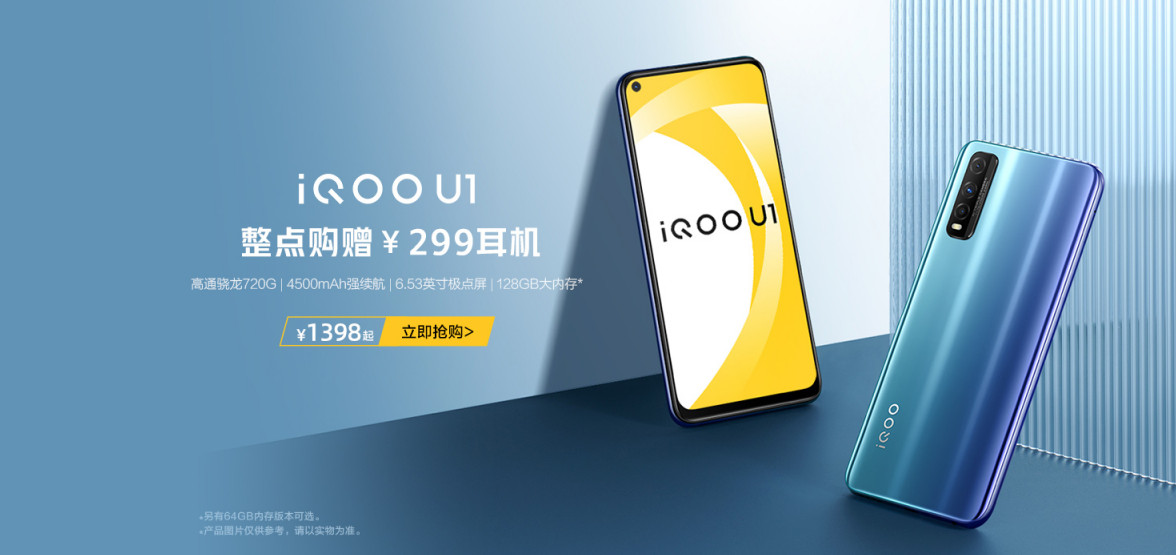 iQOO U1
整点购赠¥299耳机
高通骁龙720G | 4500mAh强续航 | 6.53英寸极点屏 | 128GB大内存*
¥1398起 立即抢购>
iQOO U1
iQOO
*另有64GB内存版本可选。
*产品图片仅供参考，请以实物为准。